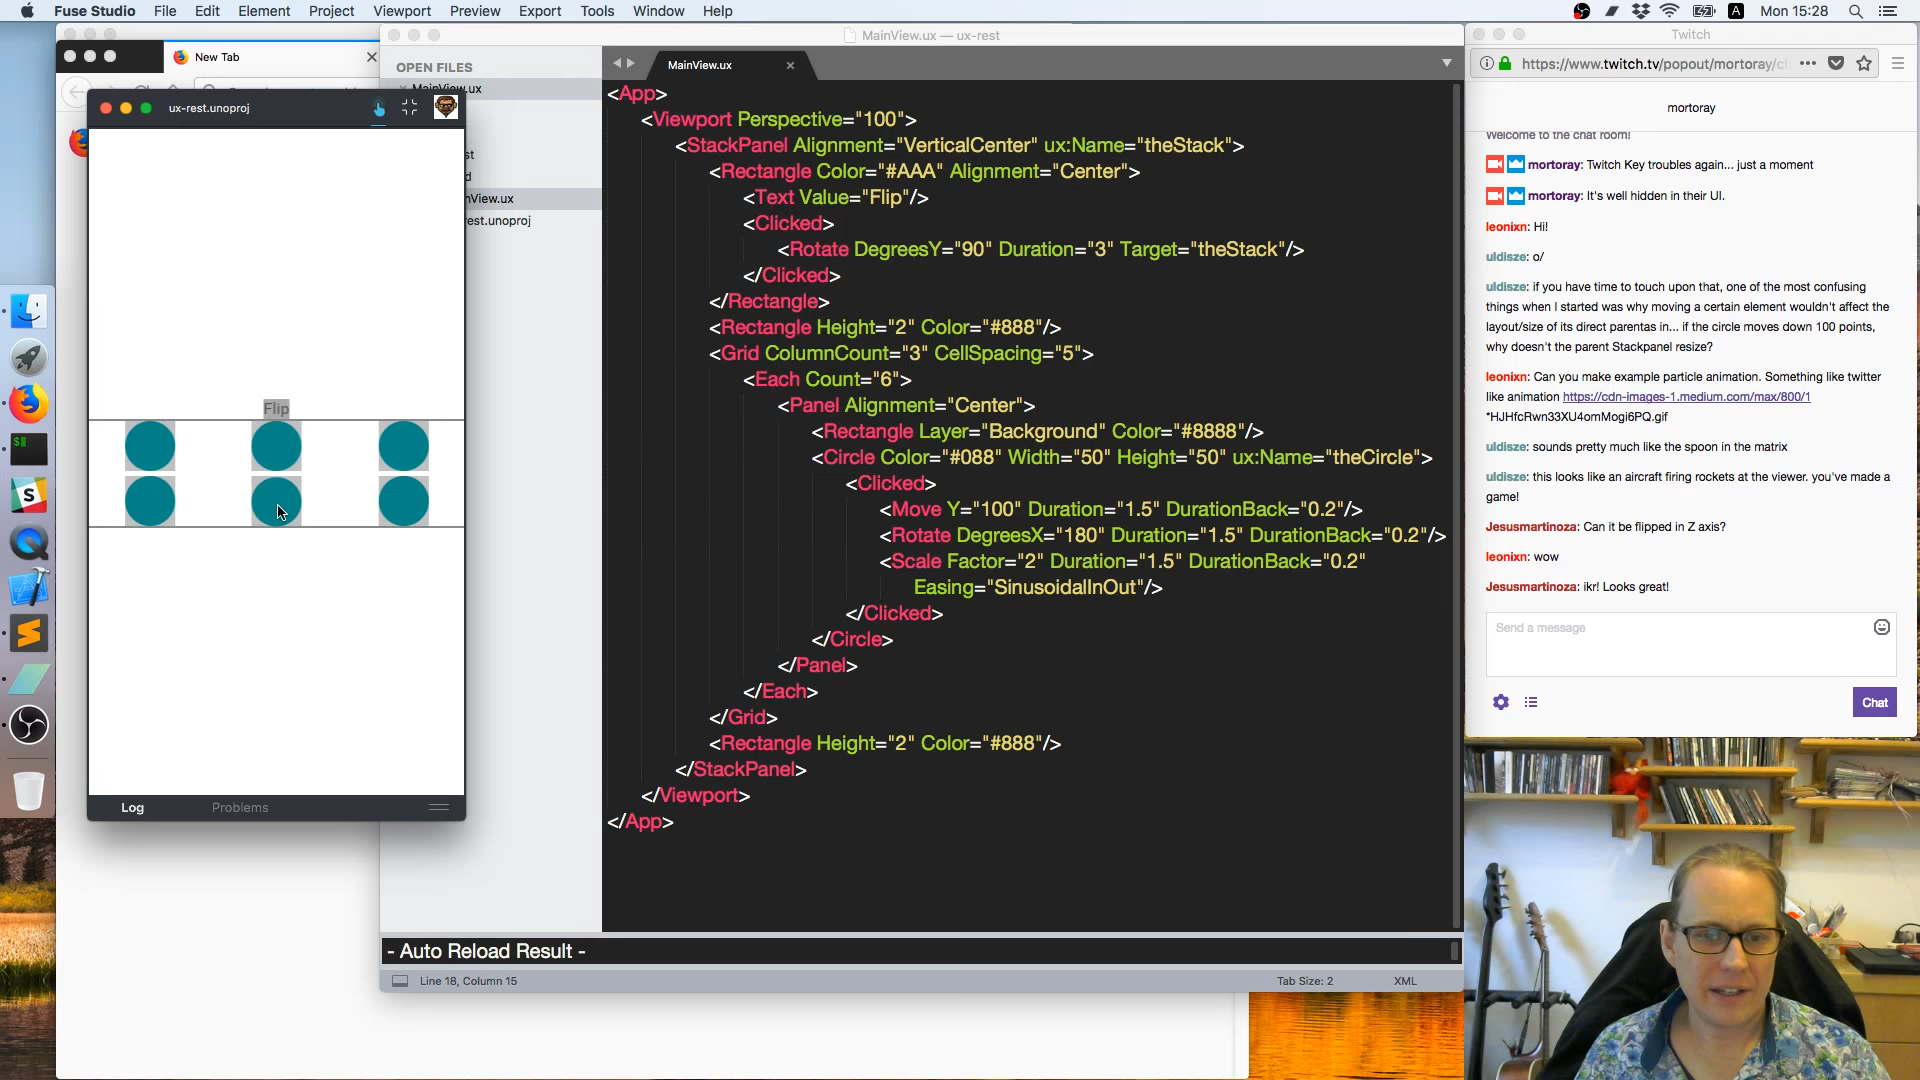 Fuse Studio File Edit Element Project Viewport Preview Export Tools Window Help
A Mon 15:28
New Tab
ux-rest.unoproj
Flip
Log Problems
MainView.ux — ux-rest
OPEN FILES
MainView.ux
nView.ux
rest.unoproj
MainView.ux
<App>
<Viewport Perspective="100">
<StackPanel Alignment="VerticalCenter" ux:Name="theStack">
<Rectangle Color="#AAA" Alignment="Center">
<Text Value="Flip"/>
<Clicked>
<Rotate DegreesY="90" Duration="3" Target="theStack"/>
</Clicked>
</Rectangle>
<Rectangle Height="2" Color="#888"/>
<Grid ColumnCount="3" CellSpacing="5">
<Each Count="6">
<Panel Alignment="Center">
<Rectangle Layer="Background" Color="#8888"/>
<Circle Color="#088" Width="50" Height="50" ux:Name="theCircle">
<Clicked>
<Move Y="100" Duration="1.5" DurationBack="0.2"/>
<Rotate DegreesX="180" Duration="1.5" DurationBack="0.2"/>
<Scale Factor="2" Duration="1.5" DurationBack="0.2"
Easing="SinusoidalInOut"/>
</Clicked>
</Circle>
</Panel>
</Each>
</Grid>
<Rectangle Height="2" Color="#888"/>
</StackPanel>
</Viewport>
</App>
- Auto Reload Result -
Line 18, Column 15
Tab Size: 2 XML
Twitch
https://www.twitch.tv/popout/mortoray/c
mortoray
Welcome to the chat room!
mortoray: Twitch Key troubles again... just a moment
mortoray: It's well hidden in their UI.
leonixn: Hi!
uldisze: o/
uldisze: if you have time to touch upon that, one of the most confusing
things when I started was why moving a certain element wouldn't affect the
layout/size of its direct parentas in... if the circle moves down 100 points,
why doesn't the parent Stackpanel resize?
leonixn: Can you make example particle animation. Something like twitter
like animation https://cdn-images-1.medium.com/max/800/1
*HJHfcRwn33XU4omMogi6PQ.gif
uldisze: sounds pretty much like the spoon in the matrix
uldisze: this looks like an aircraft firing rockets at the viewer. you've made a
game!
Jesusmartinoza: Can it be flipped in Z axis?
leonixn: wow
Jesusmartinoza: ikr! Looks great!
Send a message
Chat